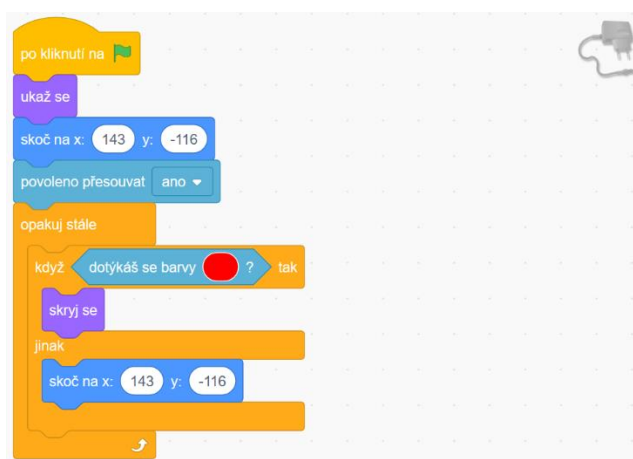 po kliknutí na
ukaž se
skoč na x: 143 y: -116
povoleno přesouvat ano
opakuj stále
když dotýkáš se barvy ? tak
skryj se
jinak
skoč na x: 143 y: -116